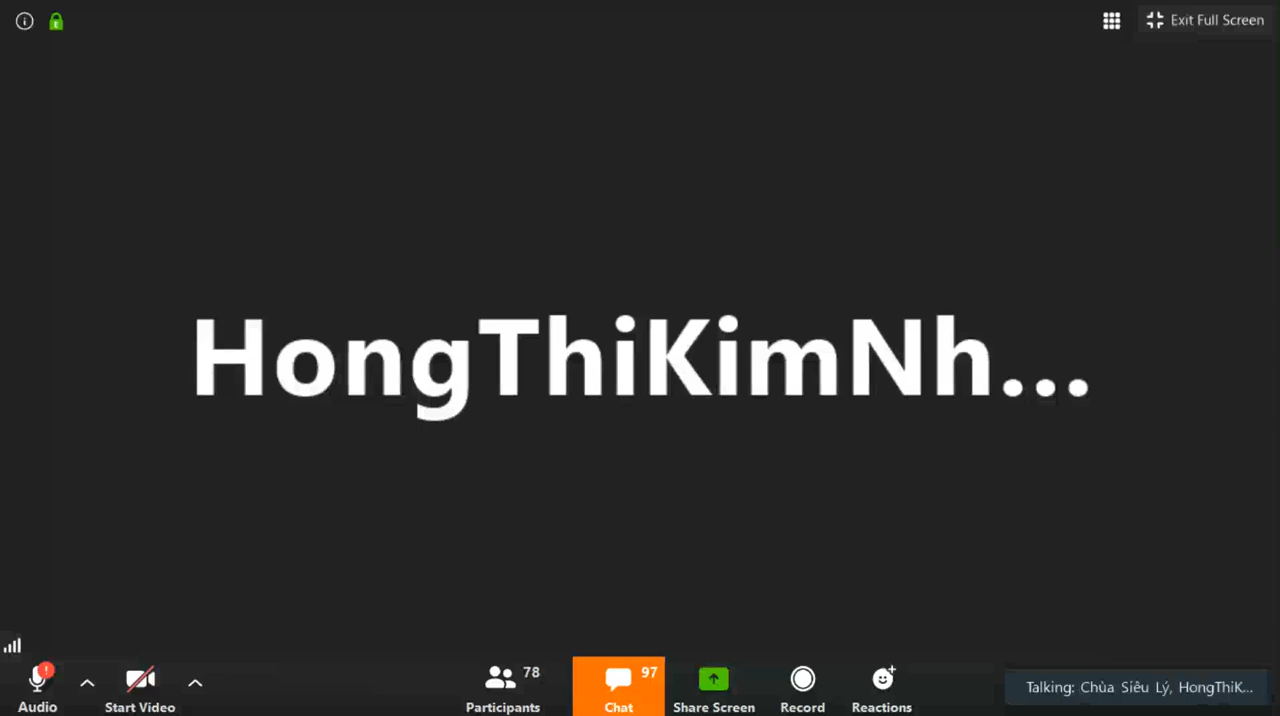 Exit Full Screen
HongThiKimNh...
Audio
Start Video
78
Participants
97
Chat
Share Screen
Record
Reactions
Talking: Chùa Siêu Lý, HongThiK...